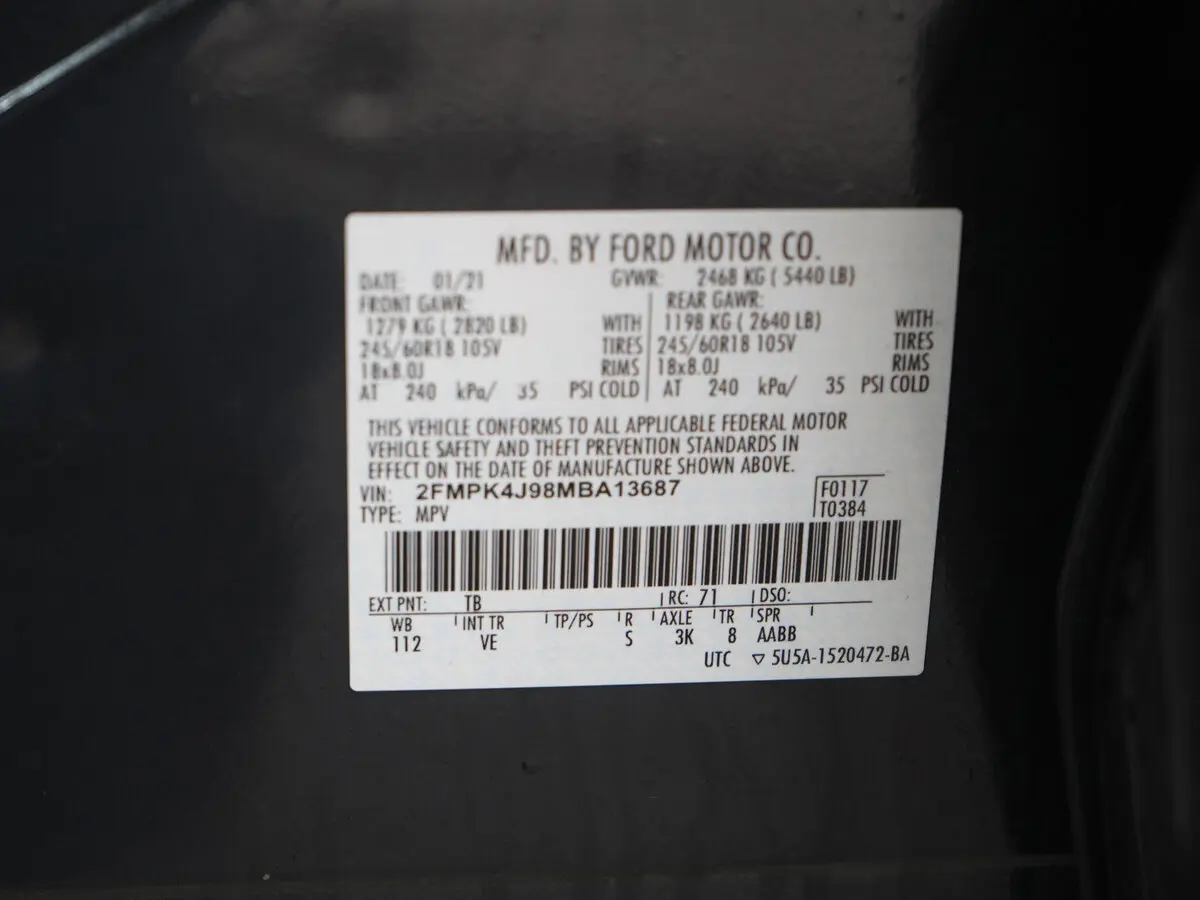 MFD. BY FORD MOTOR CO.
DATE: 01/21 GVWR: 2468 KG ( 5440 LB)
FRONT GAWR: REAR GAWR:
1279 KG ( 2820 LB) WITH 1198 KG ( 2640 LB) WITH
245/60R18 105V TIRES 245/60R18 105V TIRES
18x8.0J RIMS 18x8.0J RIMS
AT 240 kPa/ 35 PSI COLD AT 240 kPa/ 35 PSI COLD
THIS VEHICLE CONFORMS TO ALL APPLICABLE FEDERAL MOTOR
VEHICLE SAFETY AND THEFT PREVENTION STANDARDS IN
EFFECT ON THE DATE OF MANUFACTURE SHOWN ABOVE.
VIN: 2FMPK4J98MBA13687 F0117
TYPE: MPV T0384
EXT PNT: TB RC: 71 DSO:
WB INT TR TP/PS R AXLE TR SPR
112 VE S 3K 8 AABB
UTC ▽ 5U5A-1520472-BA